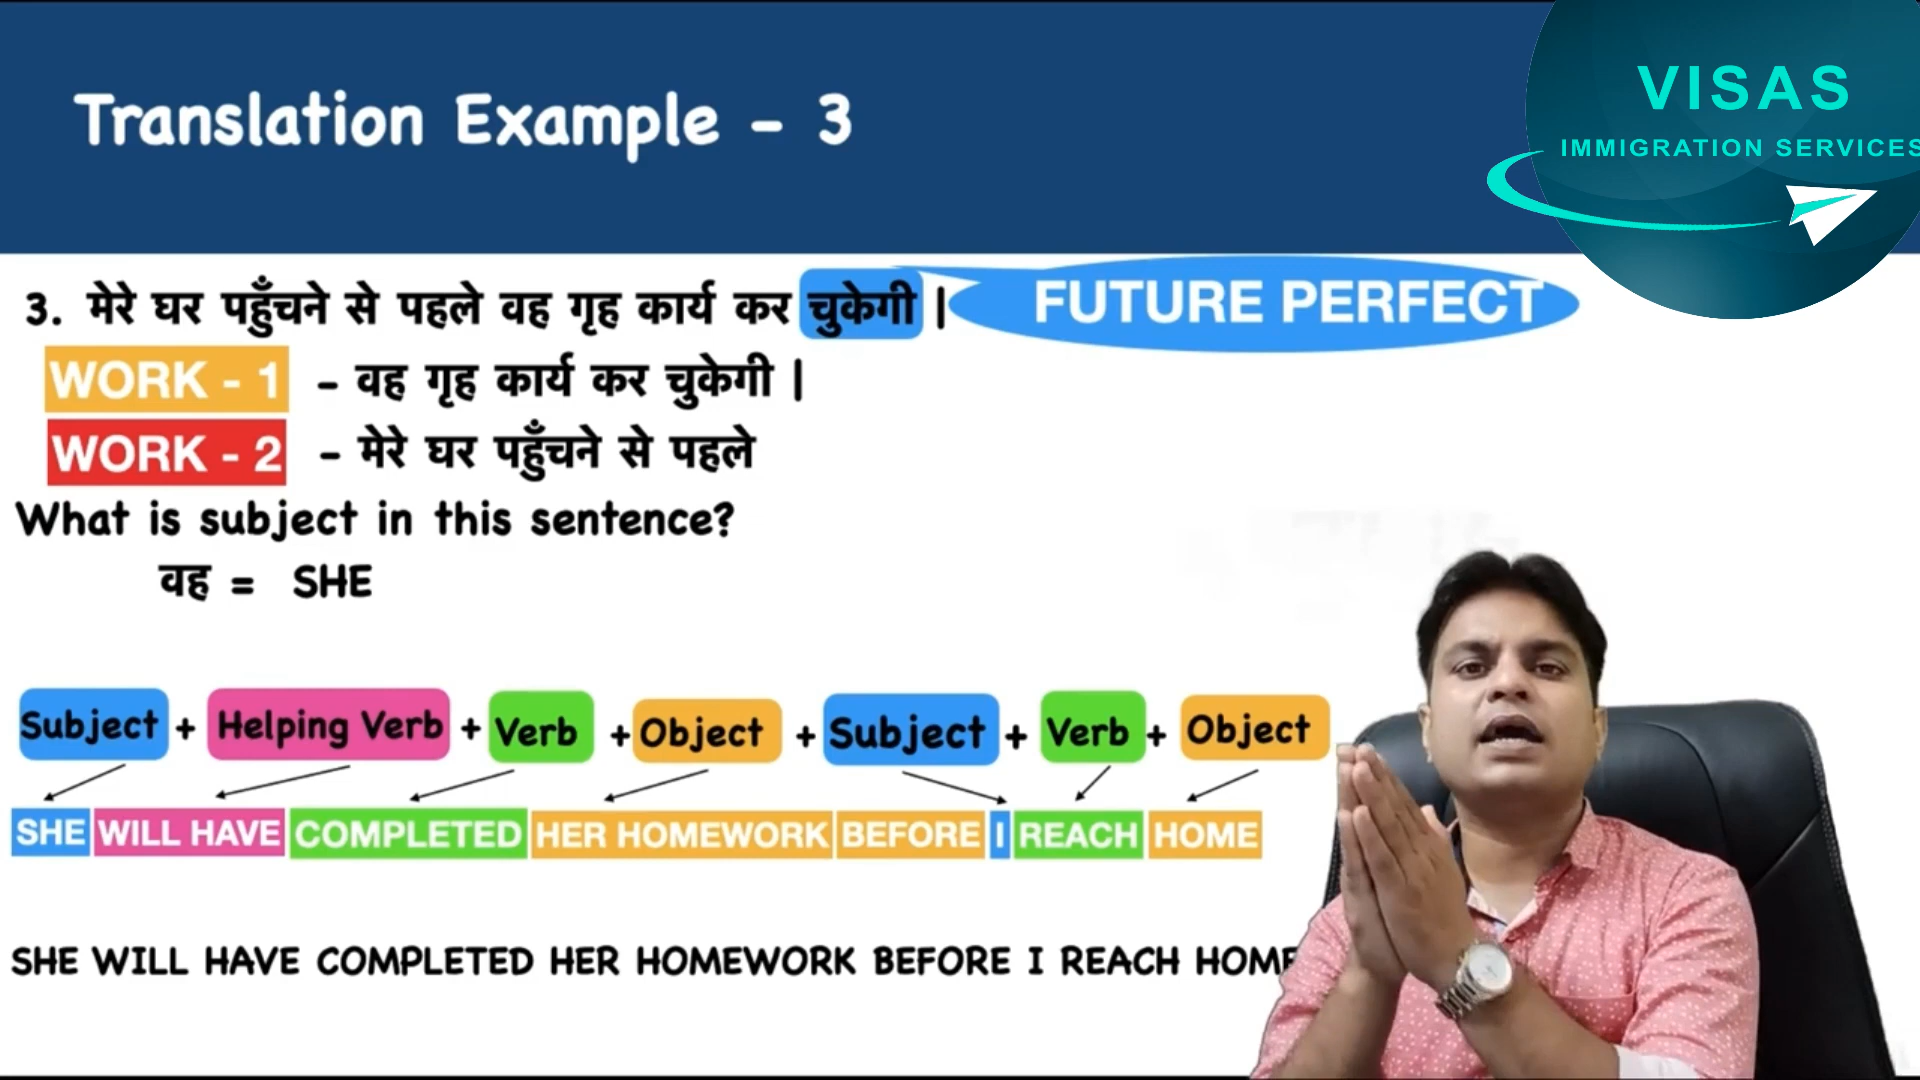 Translation Example - 3
VISAS
IMMIGRATION SERVICES
3. मेरे घर पहुँचने से पहले वह गृह कार्य कर चुकेगी |
FUTURE PERFECT
WORK - 1 - वह गृह कार्य कर चुकेगी |
WORK - 2 - मेरे घर पहुँचने से पहले
What is subject in this sentence?
वह = SHE
Subject + Helping Verb + Verb + Object + Subject + Verb + Object
SHE WILL HAVE COMPLETED HER HOMEWORK BEFORE I REACH HOME
SHE WILL HAVE COMPLETED HER HOMEWORK BEFORE I REACH HOME